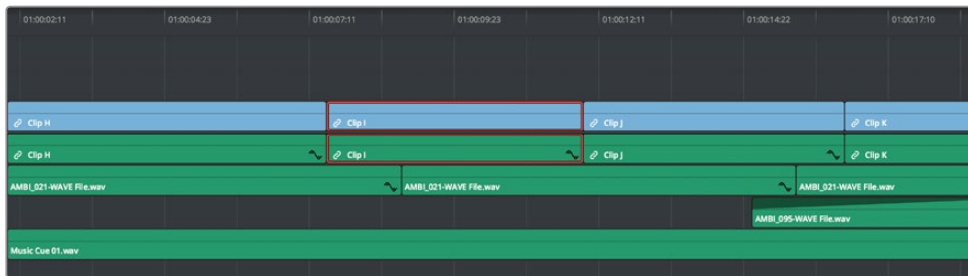 01:00:02:11 01:00:04:23 01:00:07:11 01:00:09:23 01:00:12:11 01:00:14:22 01:00:17:10
Clip H Clip I Clip J Clip K
Clip H Clip I Clip J Clip K
AMBI_021-WAVE File.wav AMBI_021-WAVE File.wav AMBI_021-WAVE File.wav
AMBI_095-WAVE File.wav
Music Cue 01.wav